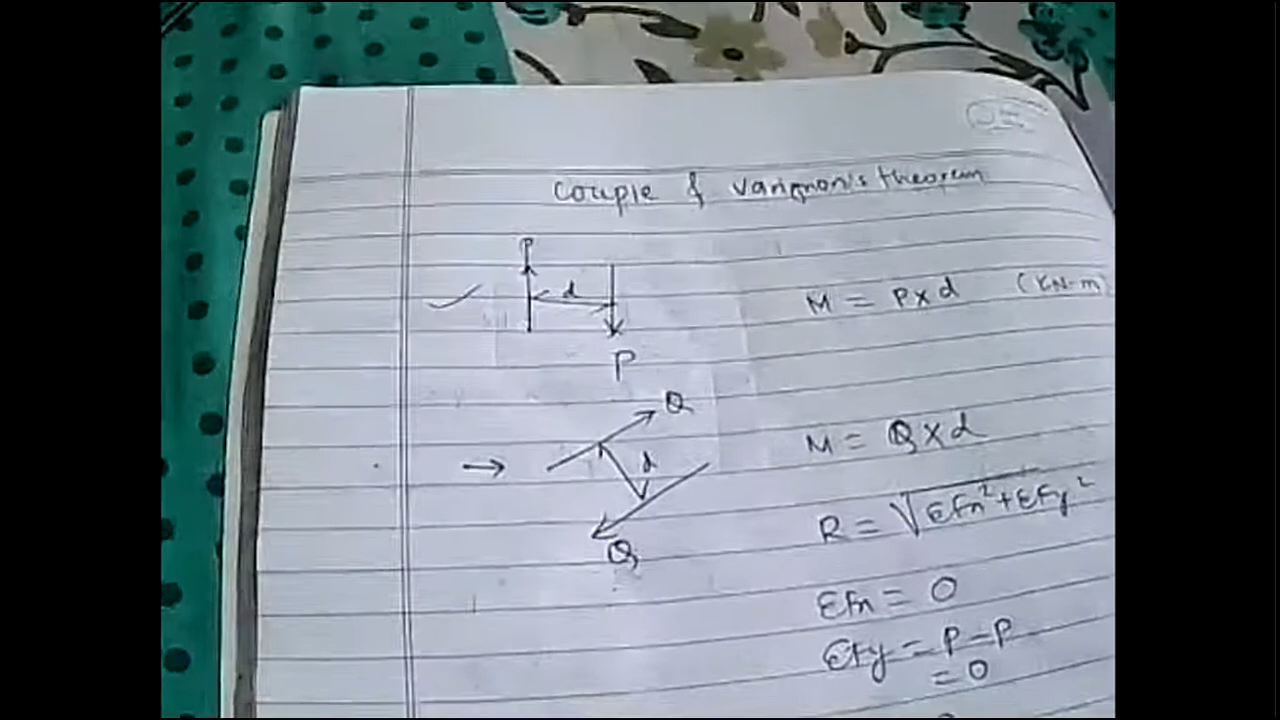 Couple & Varignon's theorem
P
d
M = P x d (KN-m)
P
Q
M = Q x d
d
R = √ΣFx²+ΣFy²
Q
ΣFx = 0
ΣFy = P - P
= 0